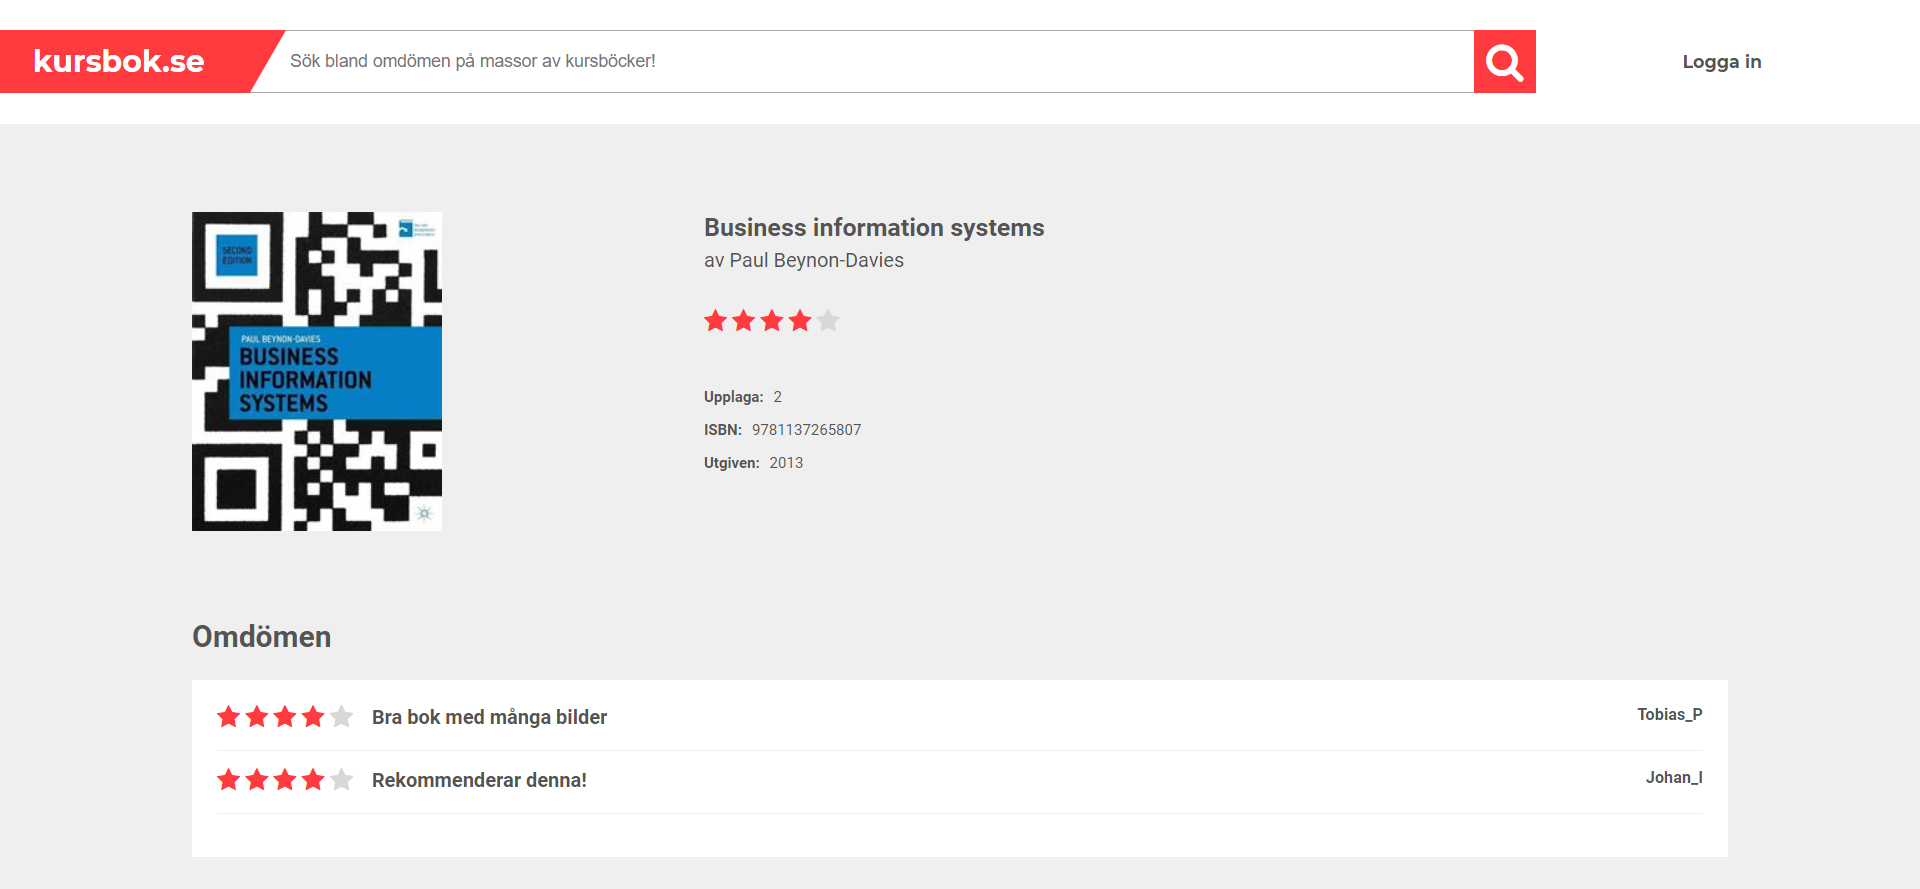 kursbok.se
Sök bland omdömen på massor av kursböcker!
Logga in
SECOND
EDITION
PAUL BEYNON-DAVIES
BUSINESS
INFORMATION
SYSTEMS
Business information systems
av Paul Beynon-Davies
Upplaga: 2
ISBN: 9781137265807
Utgiven: 2013
Omdömen
Bra bok med många bilder
Tobias_P
Rekommenderar denna!
Johan_I